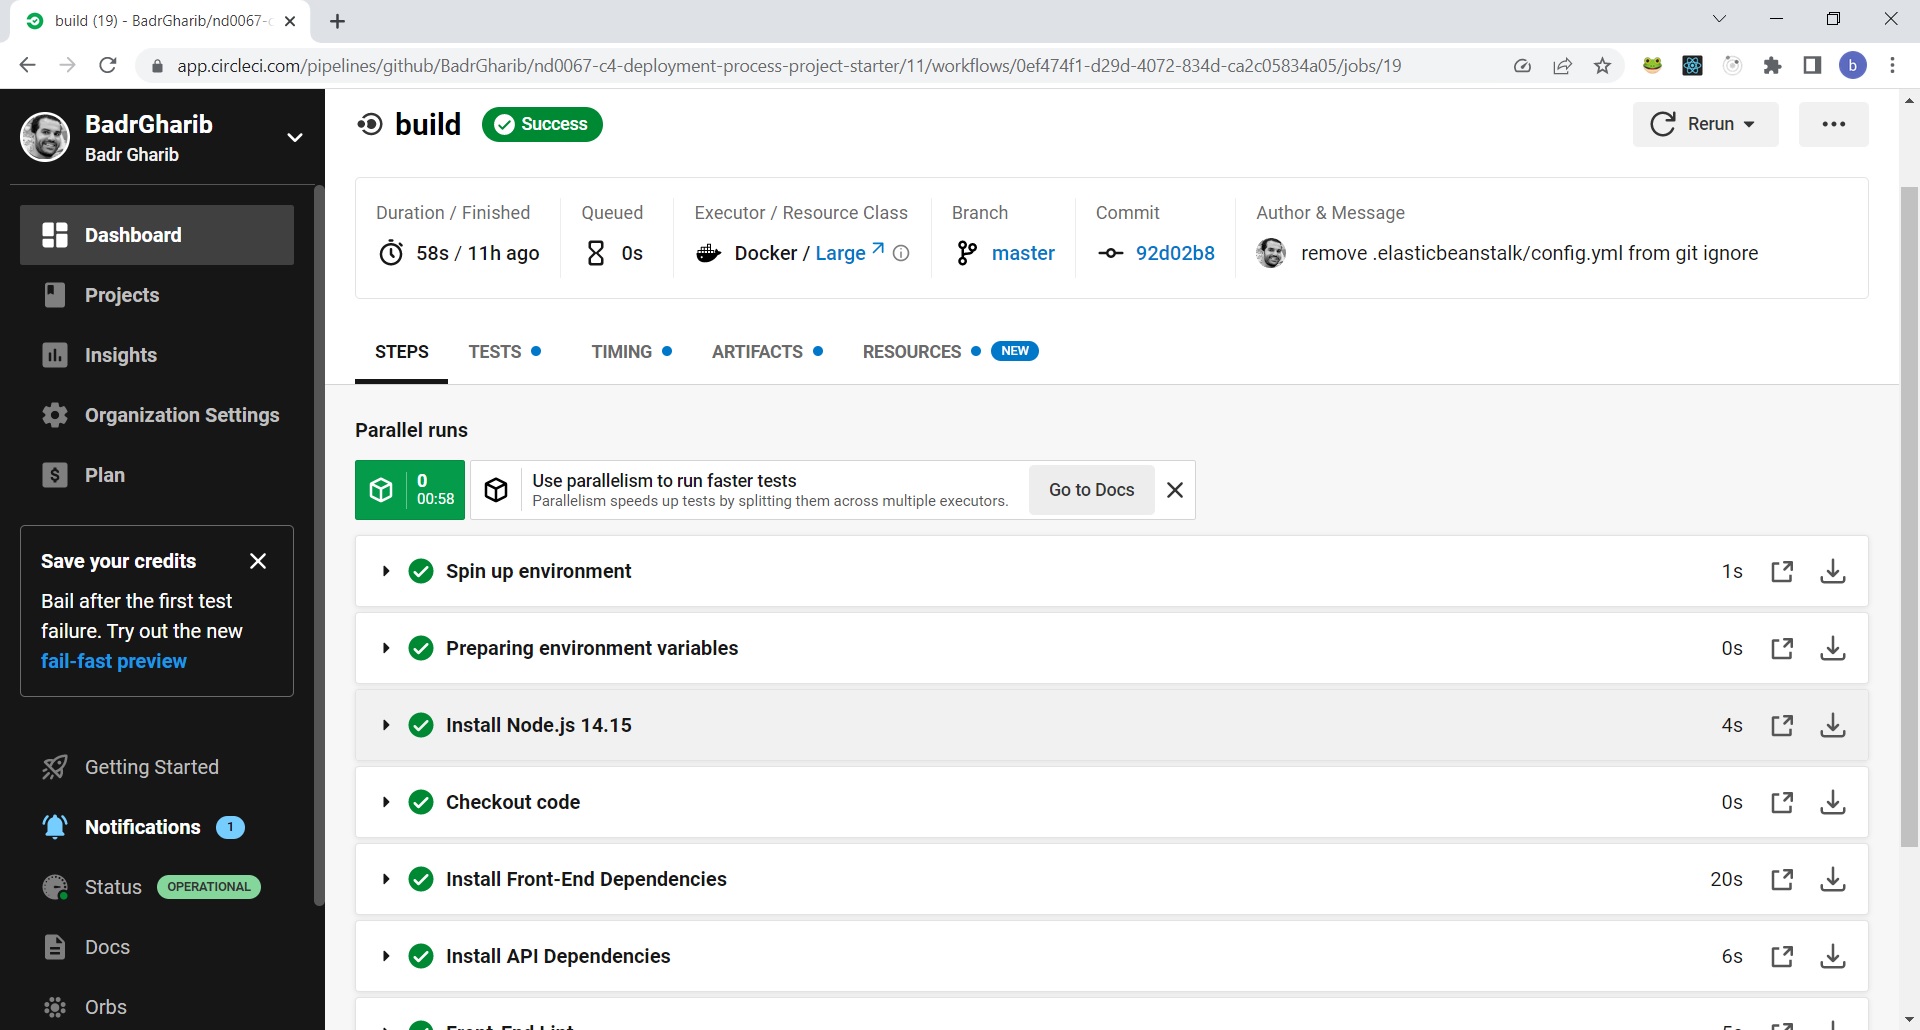 build (19) - BadrGharib/nd0067-c
app.circleci.com/pipelines/github/BadrGharib/nd0067-c4-deployment-process-project-starter/11/workflows/0ef474f1-d29d-4072-834d-ca2c05834a05/jobs/19
b
BadrGharib
Badr Gharib
Dashboard
Projects
Insights
Organization Settings
$ Plan
Save your credits
Bail after the first test
failure. Try out the new
fail-fast preview
Getting Started
Notifications 1
Status OPERATIONAL
Docs
Orbs
build Success
Rerun
Duration / Finished
58s / 11h ago
Queued
0s
Executor / Resource Class
Docker / Large
Branch
master
Commit
92d02b8
Author & Message
remove .elasticbeanstalk/config.yml from git ignore
STEPS TESTS TIMING ARTIFACTS RESOURCES NEW
Parallel runs
0
00:58
Use parallelism to run faster tests
Parallelism speeds up tests by splitting them across multiple executors.
Go to Docs
Spin up environment 1s
Preparing environment variables 0s
Install Node.js 14.15 4s
Checkout code 0s
Install Front-End Dependencies 20s
Install API Dependencies 6s
Front-End Lint 5s